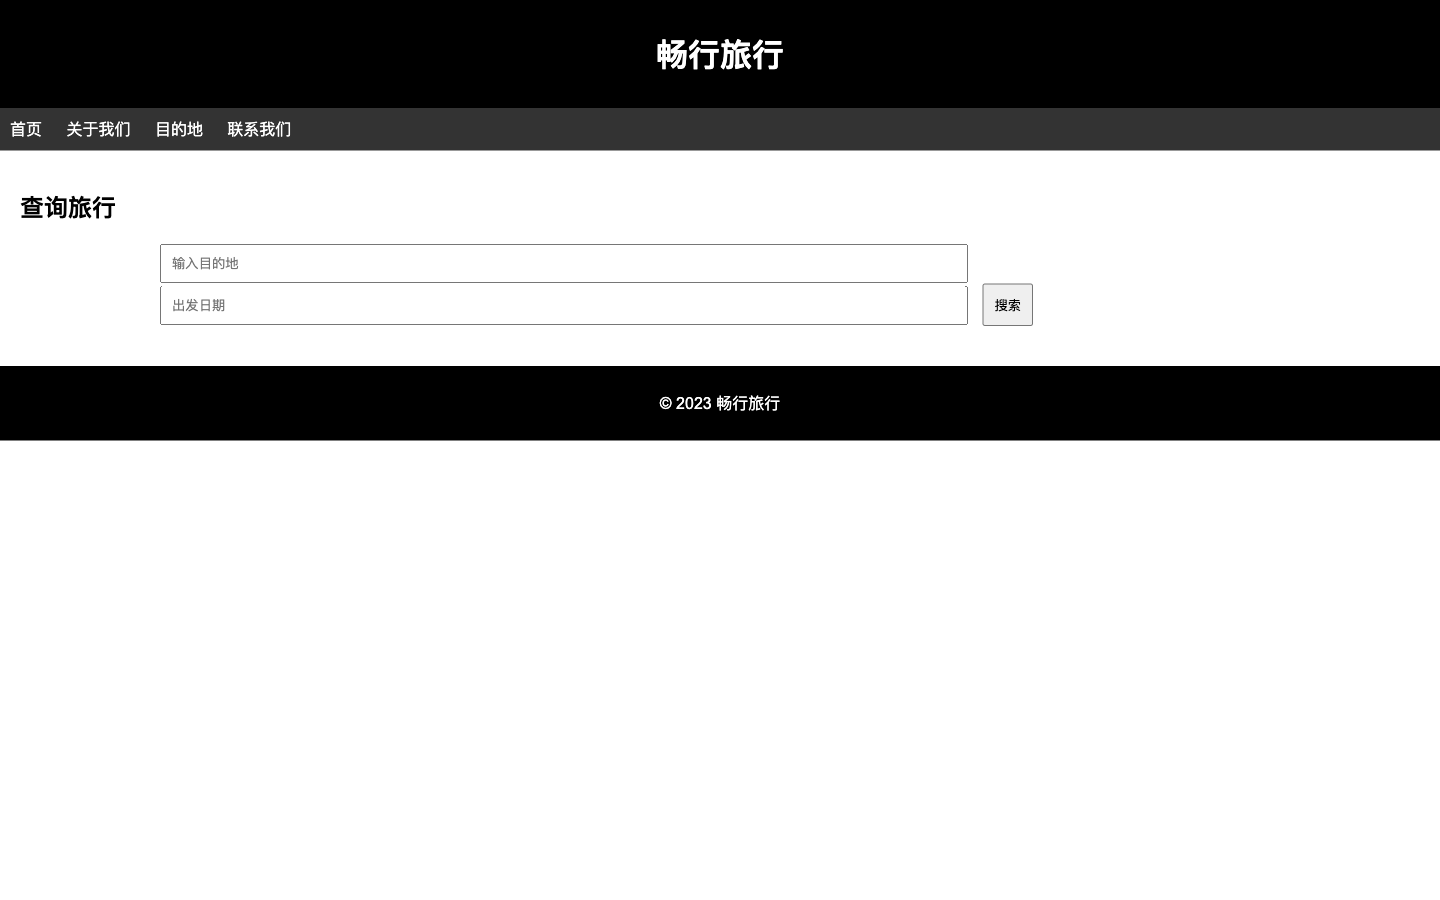 畅行旅行
首页 关于我们 目的地 联系我们
查询旅行
输入目的地
出发日期 搜索
© 2023 畅行旅行